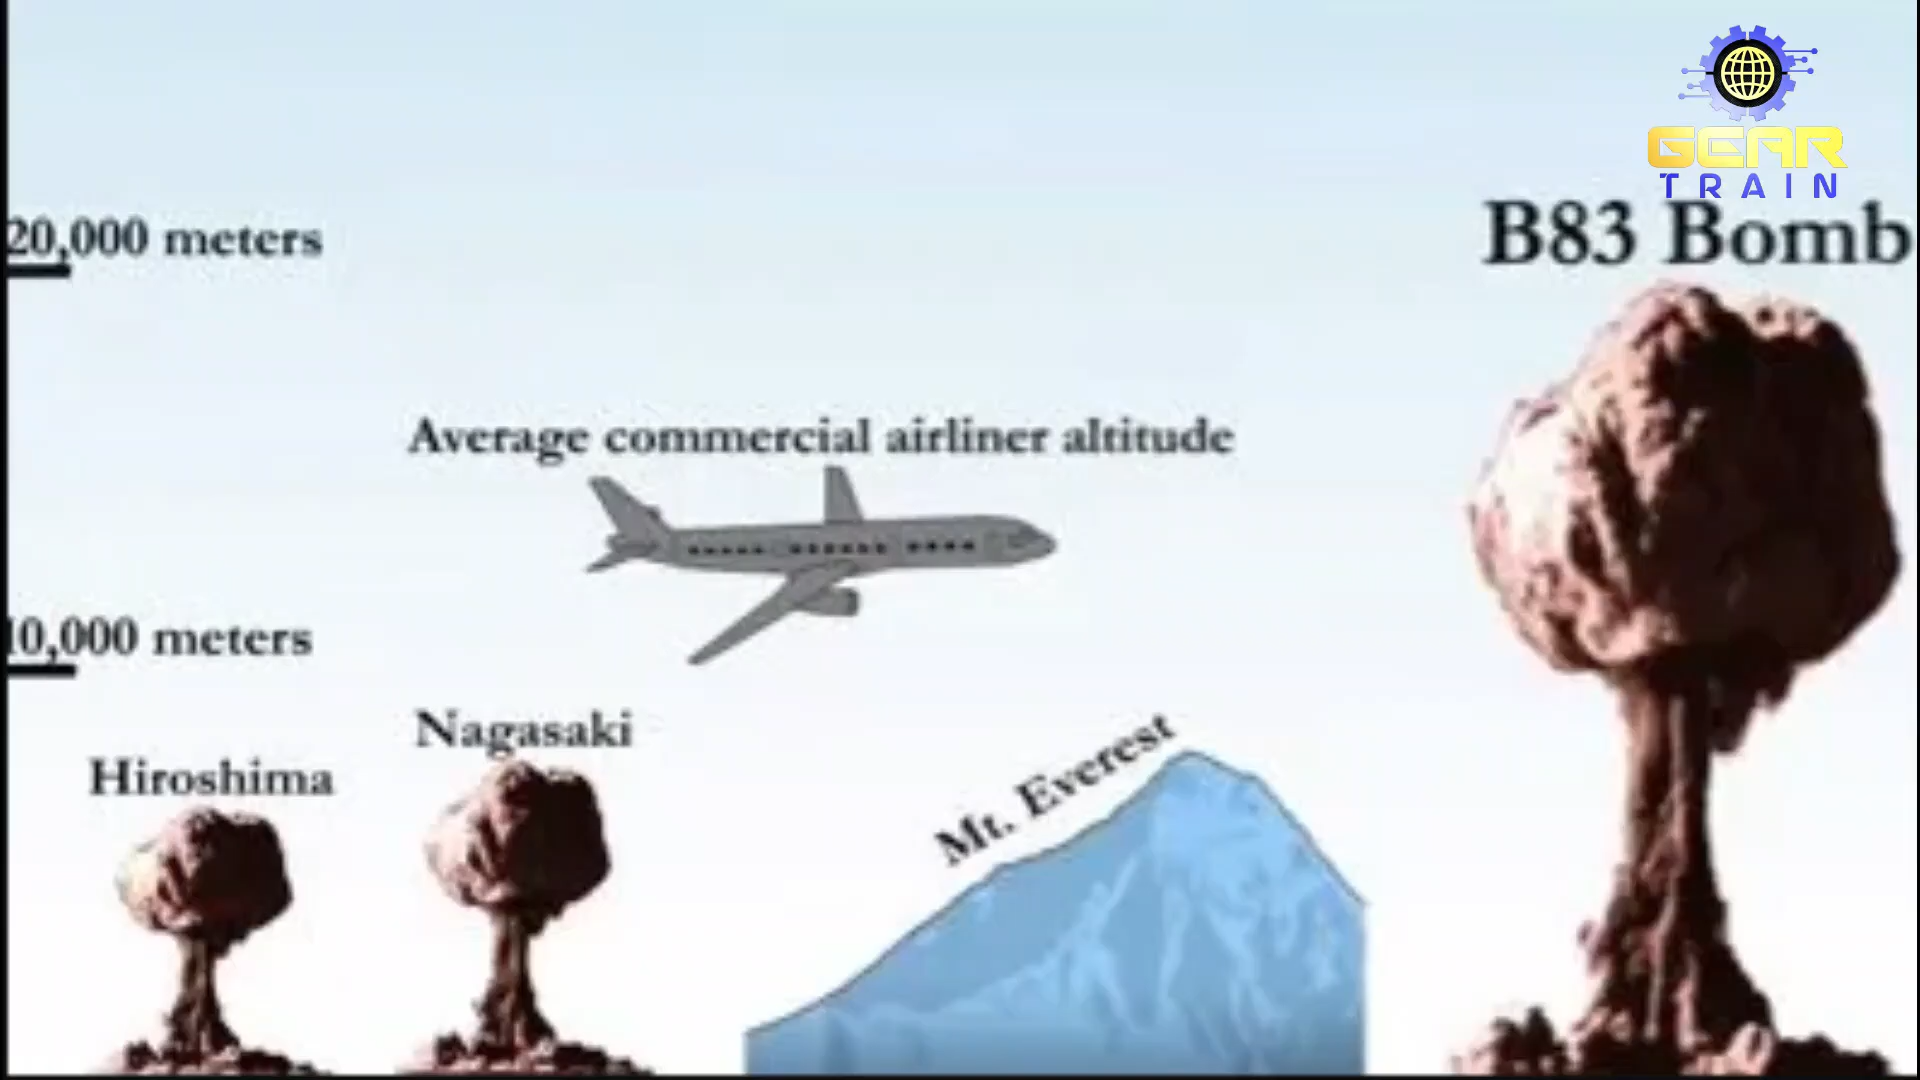 GEAR
TRAIN
B83 Bomb
20,000 meters
Average commercial airliner altitude
10,000 meters
Nagasaki
Hiroshima
Mt. Everest